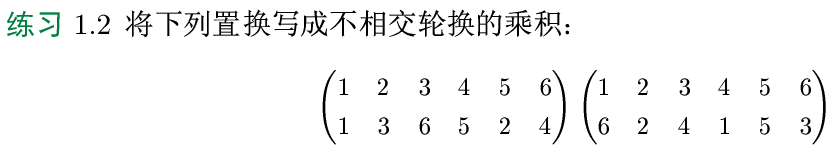 练习 1.2 将下列置换写成不相交轮换的乘积:
(1 2 3 4 5 6) (1 2 3 4 5 6)
(1 3 6 5 2 4) (6 2 4 1 5 3)